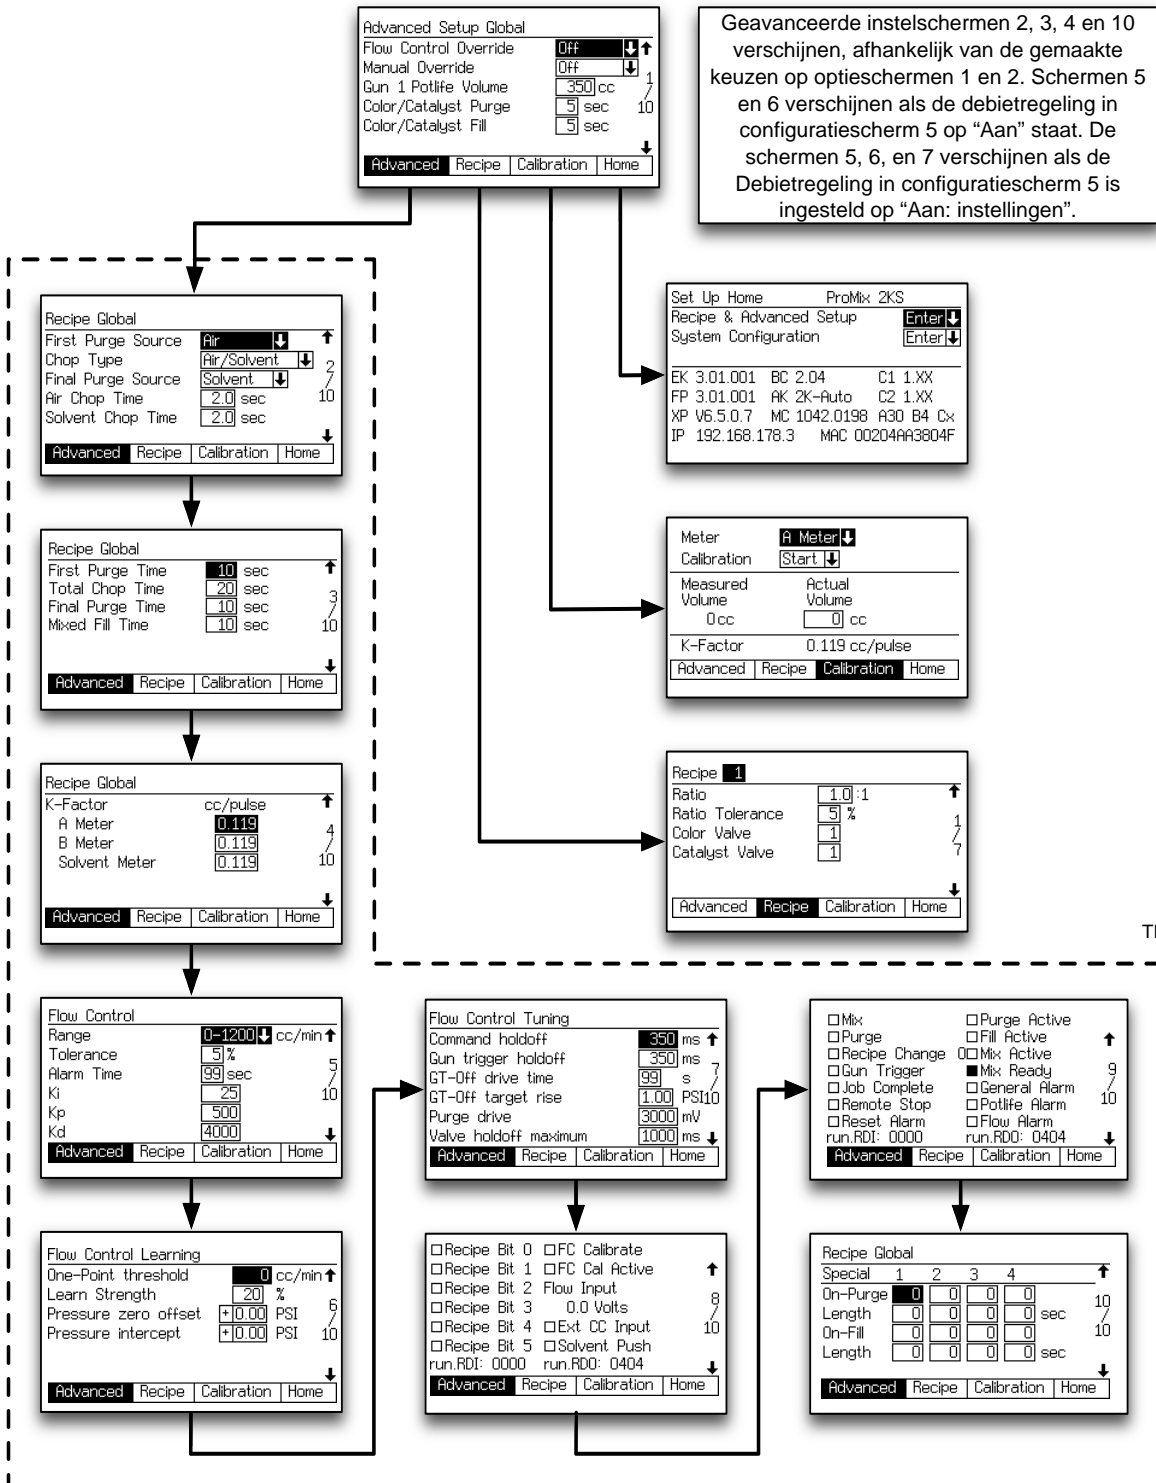 Advanced Setup Global
Flow Control Override Off
Manual Override Off
Gun 1 Potlife Volume 350 cc
Color/Catalyst Purge 5 sec
Color/Catalyst Fill 5 sec
1
/
10
Advanced Recipe Calibration Home
Geavanceerde instelschermen 2, 3, 4 en 10
verschijnen, afhankelijk van de gemaakte
keuzen op optieschermen 1 en 2. Schermen 5
en 6 verschijnen als de debietregeling in
configuratiescherm 5 op “Aan” staat. De
schermen 5, 6, en 7 verschijnen als de
Debietregeling in configuratiescherm 5 is
ingesteld op “Aan: instellingen”.
Recipe Global
First Purge Source Air
Chop Type Air/Solvent
Final Purge Source Solvent
Air Chop Time 2.0 sec
Solvent Chop Time 2.0 sec
2
/
10
Advanced Recipe Calibration Home
Set Up Home ProMix 2KS
Recipe & Advanced Setup Enter
System Configuration Enter
EK 3.01.001 BC 2.04 C1 1.XX
FP 3.01.001 AK 2K-Auto C2 1.XX
XP V6.5.0.7 MC 1042.0198 A30 B4 Cx
IP 192.168.178.3 MAC 00204AA3804F
Recipe Global
First Purge Time 10 sec
Total Chop Time 20 sec
Final Purge Time 10 sec
Mixed Fill Time 10 sec
3
/
10
Advanced Recipe Calibration Home
Meter A Meter
Calibration Start
Measured Actual
Volume Volume
0 cc 0 cc
K-Factor 0.119 cc/pulse
Advanced Recipe Calibration Home
Recipe Global
K-Factor cc/pulse
A Meter 0.119
B Meter 0.119
Solvent Meter 0.119
4
/
10
Advanced Recipe Calibration Home
Recipe 1
Ratio 1.0 :1
Ratio Tolerance 5 %
Color Valve 1
Catalyst Valve 1
1
/
7
Advanced Recipe Calibration Home
Flow Control
Range 0-1200 cc/min
Tolerance 5 %
Alarm Time 99 sec
Ki 25
Kp 500
Kd 4000
5
/
10
Advanced Recipe Calibration Home
Flow Control Tuning
Command holdoff 350 ms
Gun trigger holdoff 350 ms
GT-Off drive time 99 s
GT-Off target rise 1.00 PSI
Purge drive 3000 mV
Valve holdoff maximum 1000 ms
7
/
10
Advanced Recipe Calibration Home
Mix Purge Active
Purge Fill Active
Recipe Change 0 Mix Active
Gun Trigger Mix Ready
Job Complete General Alarm
Remote Stop Potlife Alarm
Reset Alarm Flow Alarm
run.RDI: 0000 run.RDO: 0404
9
/
10
Advanced Recipe Calibration Home
Flow Control Learning
One-Point threshold 0 cc/min
Learn Strength 20 %
Pressure zero offset + 0.00 PSI
Pressure intercept + 0.00 PSI
6
/
10
Advanced Recipe Calibration Home
Recipe Bit 0 FC Calibrate
Recipe Bit 1 FC Cal Active
Recipe Bit 2 Flow Input
Recipe Bit 3 0.0 Volts
Recipe Bit 4 Ext CC Input
Recipe Bit 5 Solvent Push
run.RDI: 0000 run.RDO: 0404
8
/
10
Advanced Recipe Calibration Home
Recipe Global
Special 1 2 3 4
On-Purge 0 0 0 0
Length 0 0 0 0 sec
On-Fill 0 0 0 0
Length 0 0 0 0 sec
10
/
10
Advanced Recipe Calibration Home